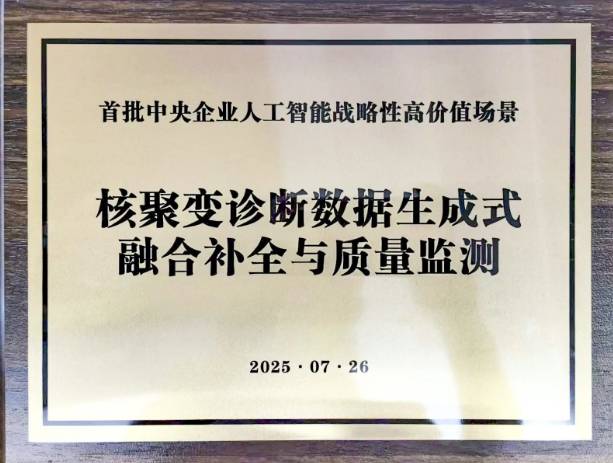 首批中央企业人工智能战略性高价值场景
核聚变诊断数据生成式
融合补全与质量监测
2025·07·26